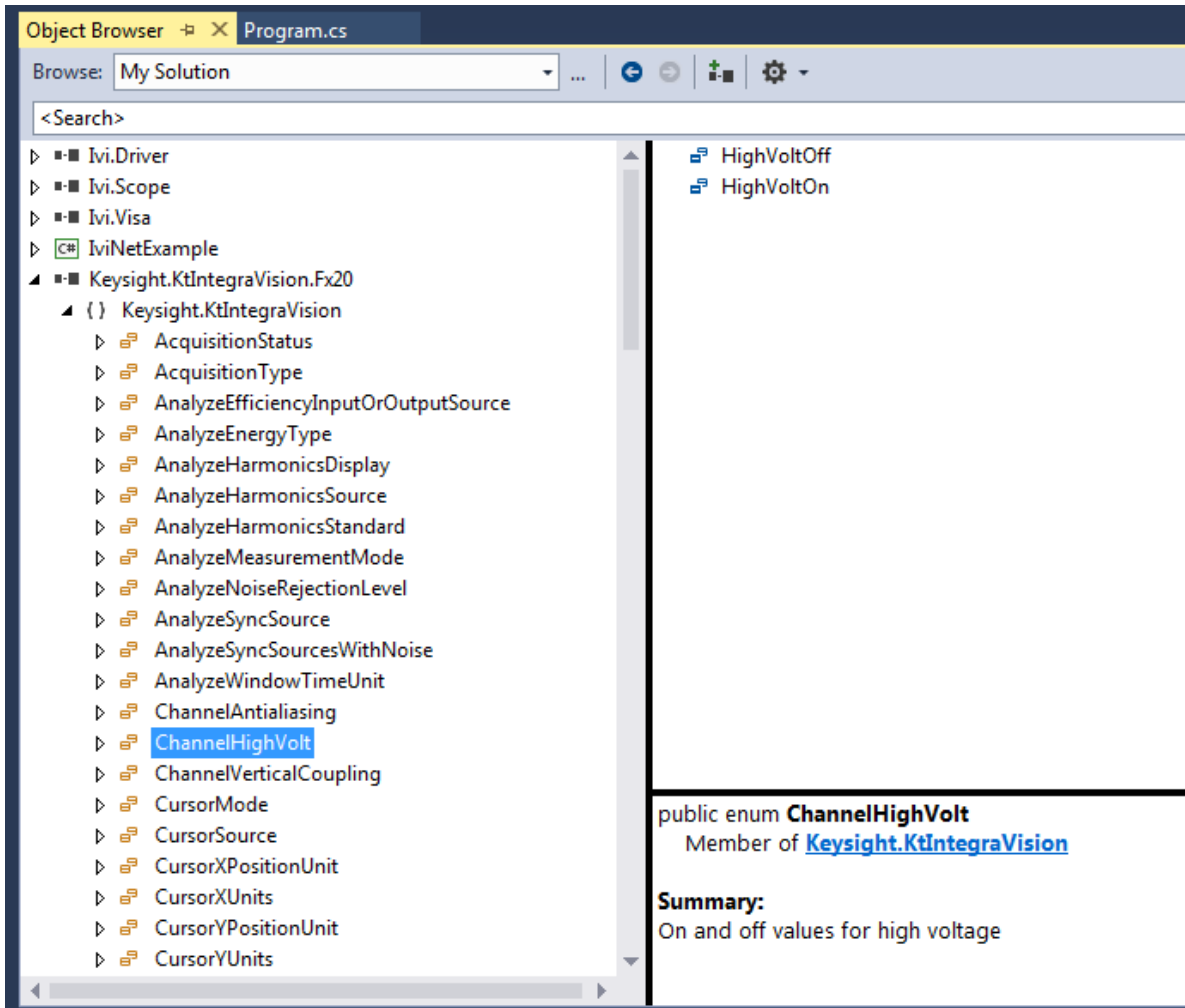 Object Browser
Program.cs
Browse: My Solution ...
<Search>
Ivi.Driver
Ivi.Scope
Ivi.Visa
C# IviNetExample
Keysight.KtIntegraVision.Fx20
{ } Keysight.KtIntegraVision
AcquisitionStatus
AcquisitionType
AnalyzeEfficiencyInputOrOutputSource
AnalyzeEnergyType
AnalyzeHarmonicsDisplay
AnalyzeHarmonicsSource
AnalyzeHarmonicsStandard
AnalyzeMeasurementMode
AnalyzeNoiseRejectionLevel
AnalyzeSyncSource
AnalyzeSyncSourcesWithNoise
AnalyzeWindowTimeUnit
ChannelAntialiasing
ChannelHighVolt
ChannelVerticalCoupling
CursorMode
CursorSource
CursorXPositionUnit
CursorXUnits
CursorYPositionUnit
CursorYUnits
HighVoltOff
HighVoltOn
public enum ChannelHighVolt
Member of Keysight.KtIntegraVision
Summary:
On and off values for high voltage